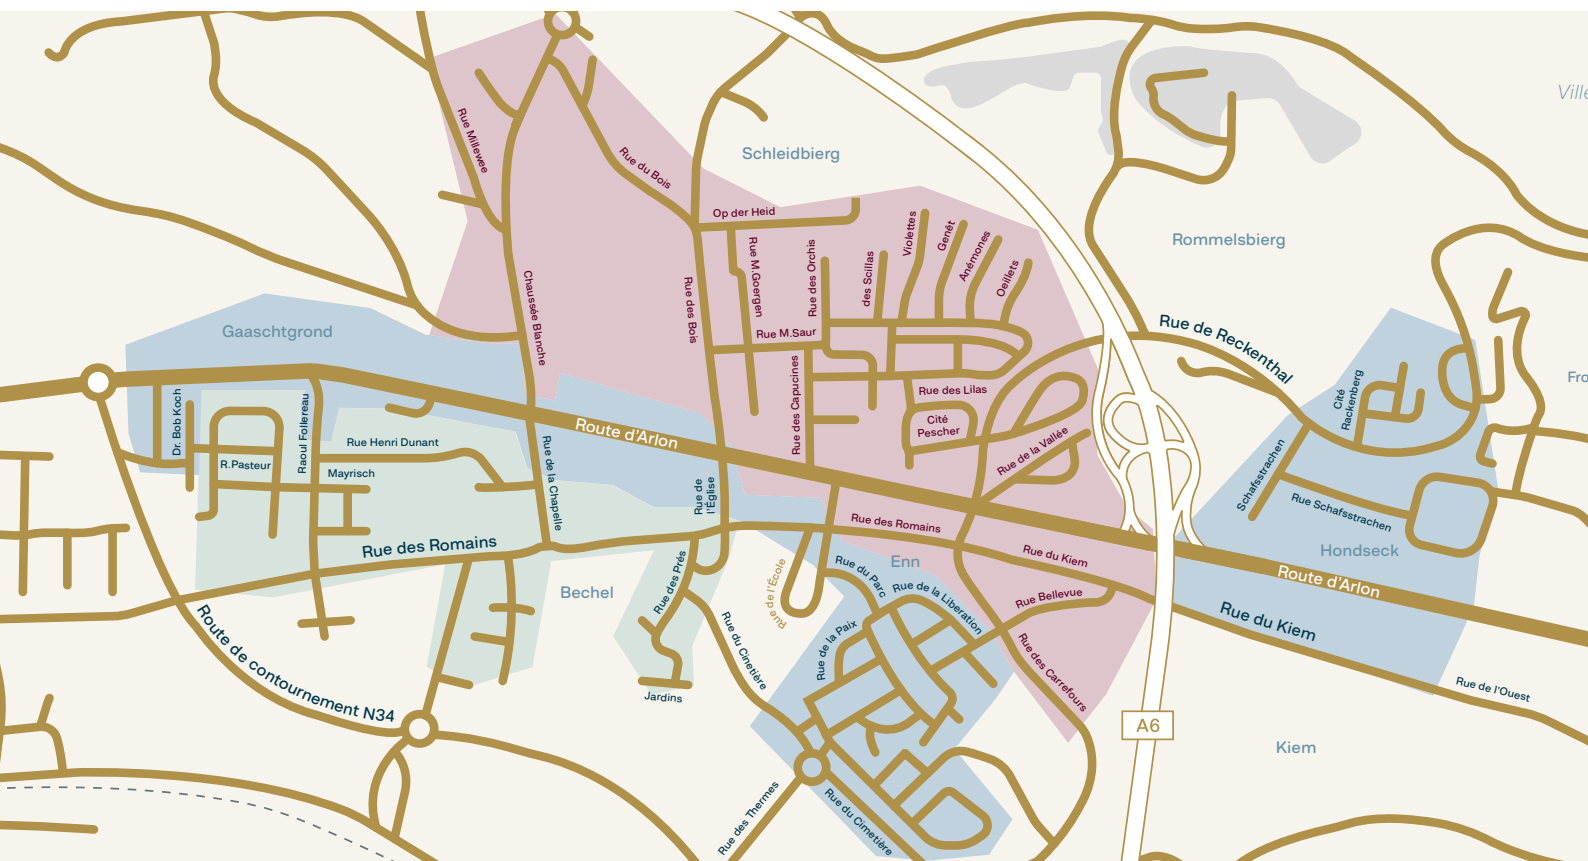 Ville
Schleidbierg
Rue Millewee
Rue du Bois
Rommelsbierg
Op der Heid
Violettes
Genêt
Anémones
Oeillets
Rue M.Goergen
Rue des Orchis
des Scillas
Chaussée Blanche
Rue des Bois
Rue M.Saur
Gaaschtgrond
Rue de Reckenthal
Fro
Rue des Capucines
Rue des Lilas
Cité
Pescher
Cité
Rackenberg
Dr. Bob Koch
Raoul Follereau
Rue Henri Dunant
R.Pasteur
Mayrisch
Route d'Arlon
Rue de la Vallée
Rue de la Chapelle
Rue de
l'Église
Schafsstrachen
Rue Schafsstrachen
Rue des Romains
Rue des Romains
Hondseck
Enn
Rue du Kiem
Route d'Arlon
Bechel
Rue des Prés
Rue de l'École
Rue du Parc
Rue de la Liberation
Rue Bellevue
Rue du Kiem
Route de contournement N34
Rue du Cinetière
Rue de la Paix
Rue des Carrefours
Rue de l'Ouest
Jardins
A6
Kiem
Rue des Thermes
Rue du Cimetière